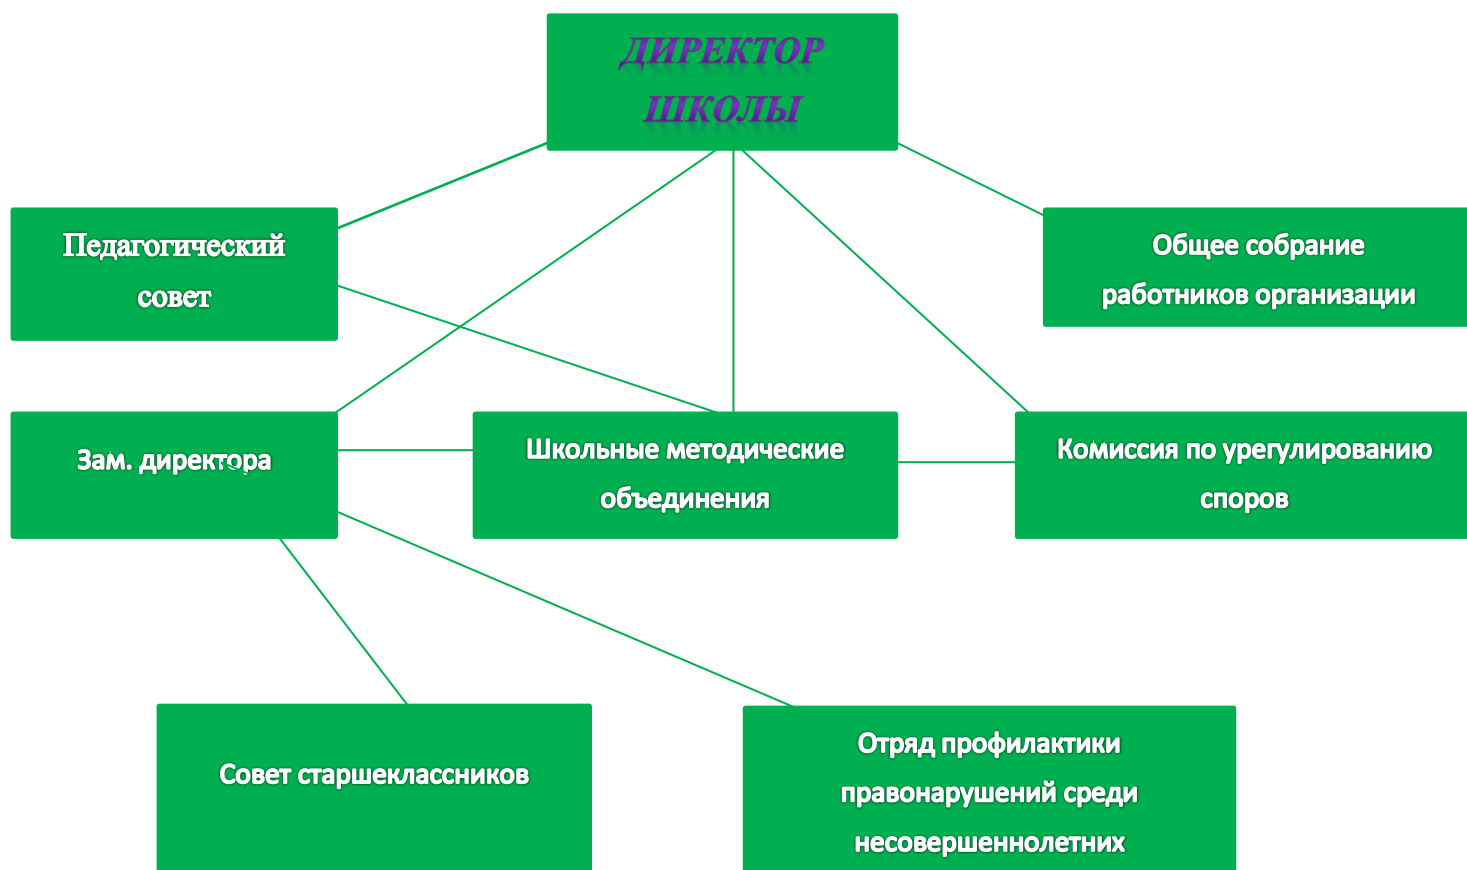 ДИРЕКТОР
ШКОЛЫ
Педагогический
совет
Общее собрание
работников организации
Зам. директора
Школьные методические
объединения
Комиссия по урегулированию
споров
Совет старшеклассников
Отряд профилактики
правонарушений среди
несовершеннолетних